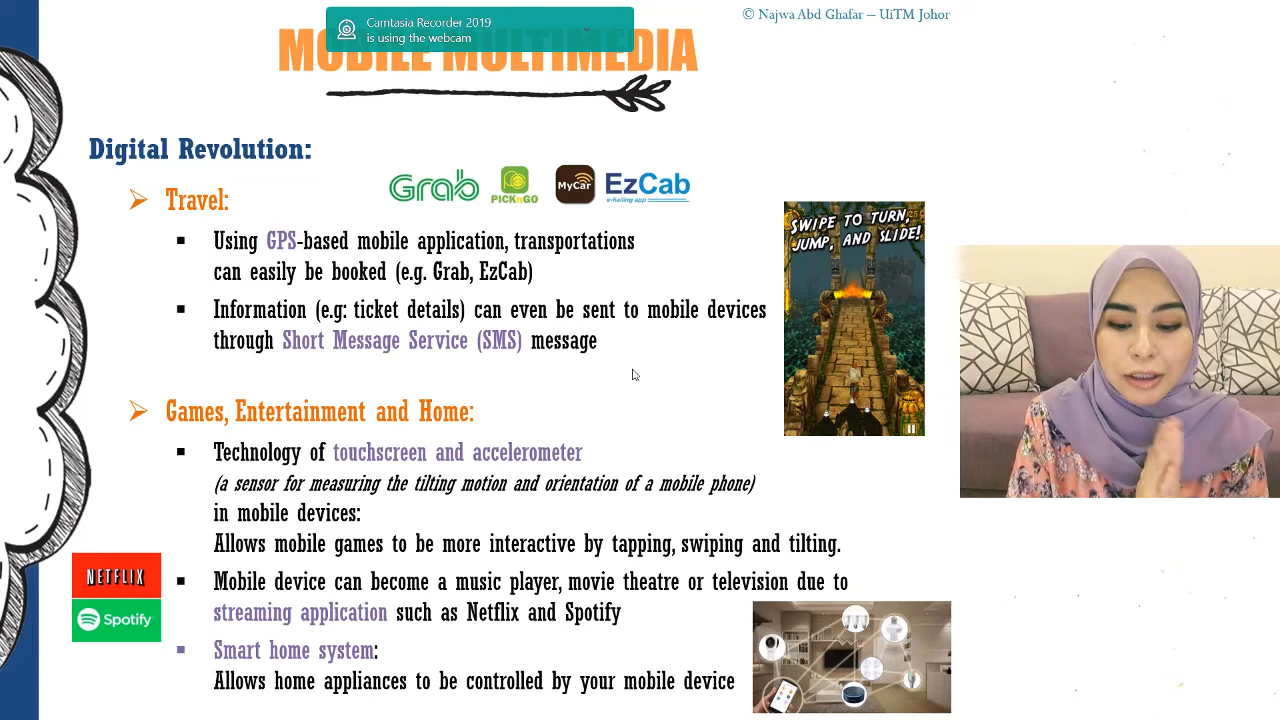 © Najwa Abd Ghafar – UiTM Johor
Camtasia Recorder 2019
is using the webcam
MOBILE MULTIMEDIA
Digital Revolution:
Travel:
Grab
PICKnGO
MyCar
EzCab
e-hailing app
Using GPS-based mobile application, transportations
can easily be booked (e.g. Grab, EzCab)
Information (e.g: ticket details) can even be sent to mobile devices
through Short Message Service (SMS) message
SWIPE TO TURN,
JUMP, AND SLIDE!
Games, Entertainment and Home:
Technology of touchscreen and accelerometer
(a sensor for measuring the tilting motion and orientation of a mobile phone)
in mobile devices:
Allows mobile games to be more interactive by tapping, swiping and tilting.
NETFLIX
Spotify
Mobile device can become a music player, movie theatre or television due to
streaming application such as Netflix and Spotify
Smart home system:
Allows home appliances to be controlled by your mobile device